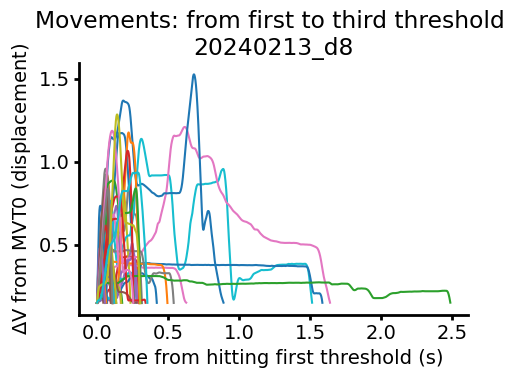 Movements: from first to third threshold
20240213_d8
ΔV from MVT0 (displacement)
1.5
1.0
0.5
0.0 0.5 1.0 1.5 2.0 2.5
time from hitting first threshold (s)